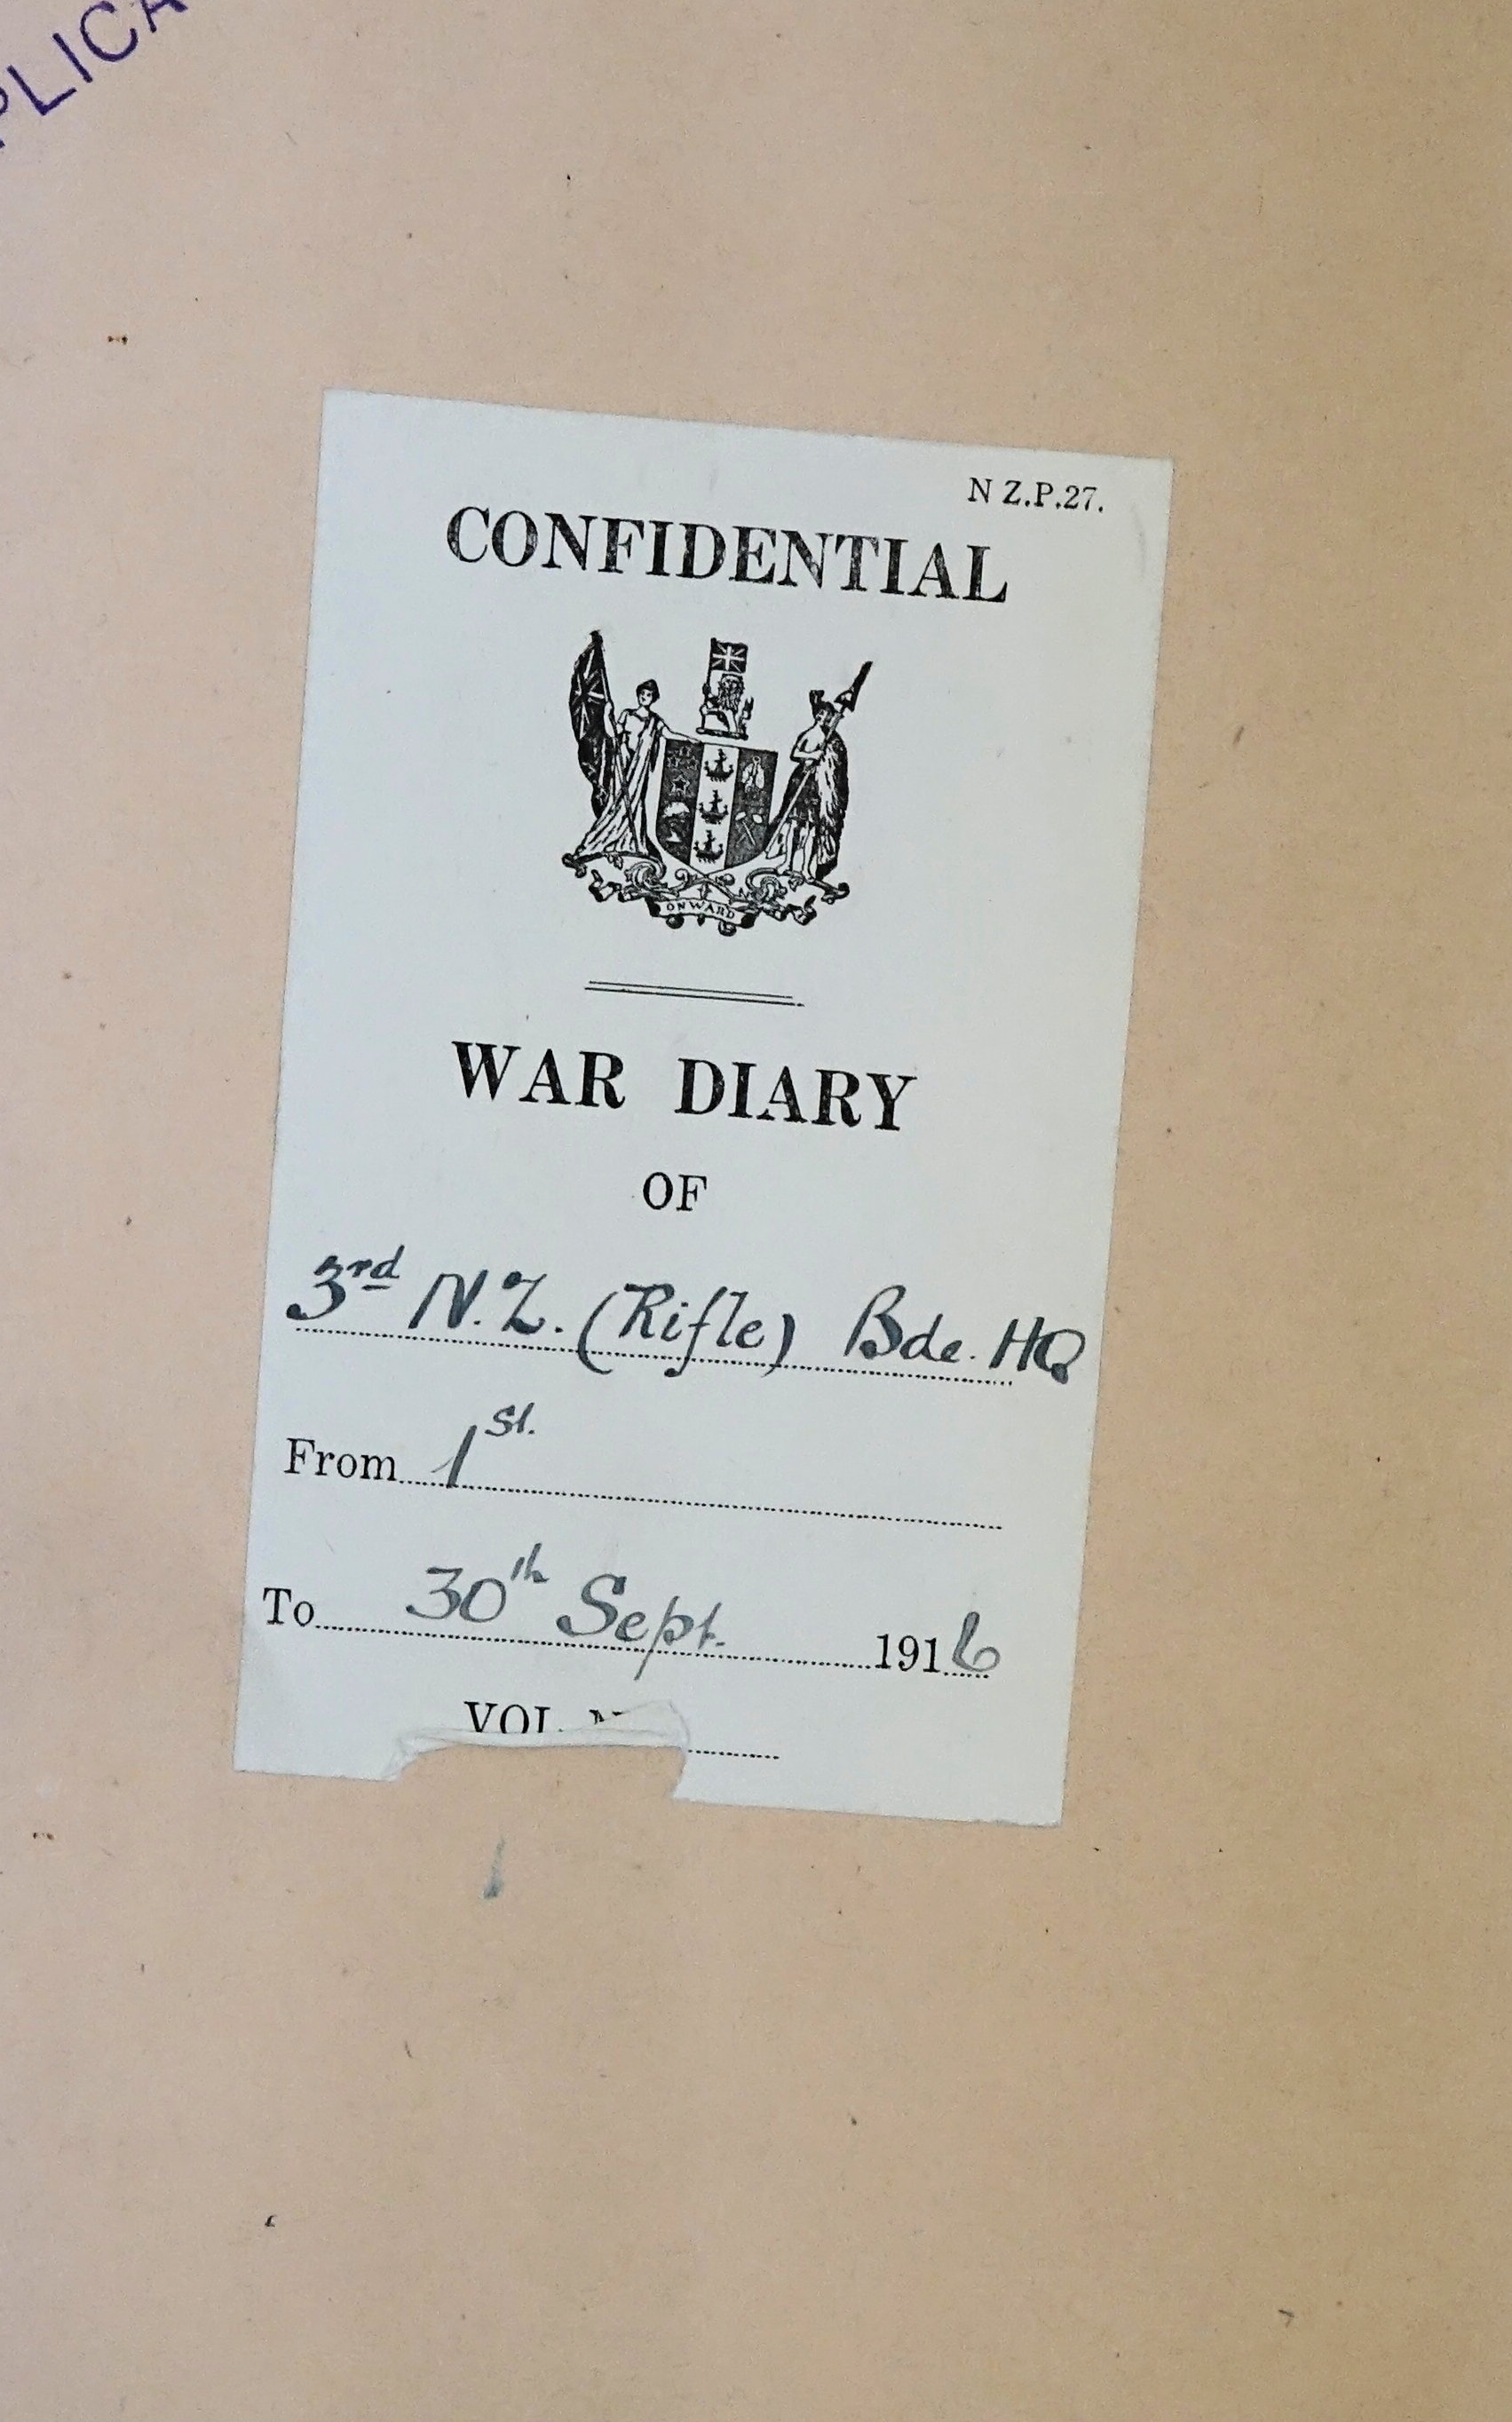 PLICA
N Z.P.27.
CONFIDENTIAL
ONWARD
WAR DIARY
OF
3rd N.Z. (Rifle) Bde. HQ
From 1st.
To 30th Sept. 1916
VOL.